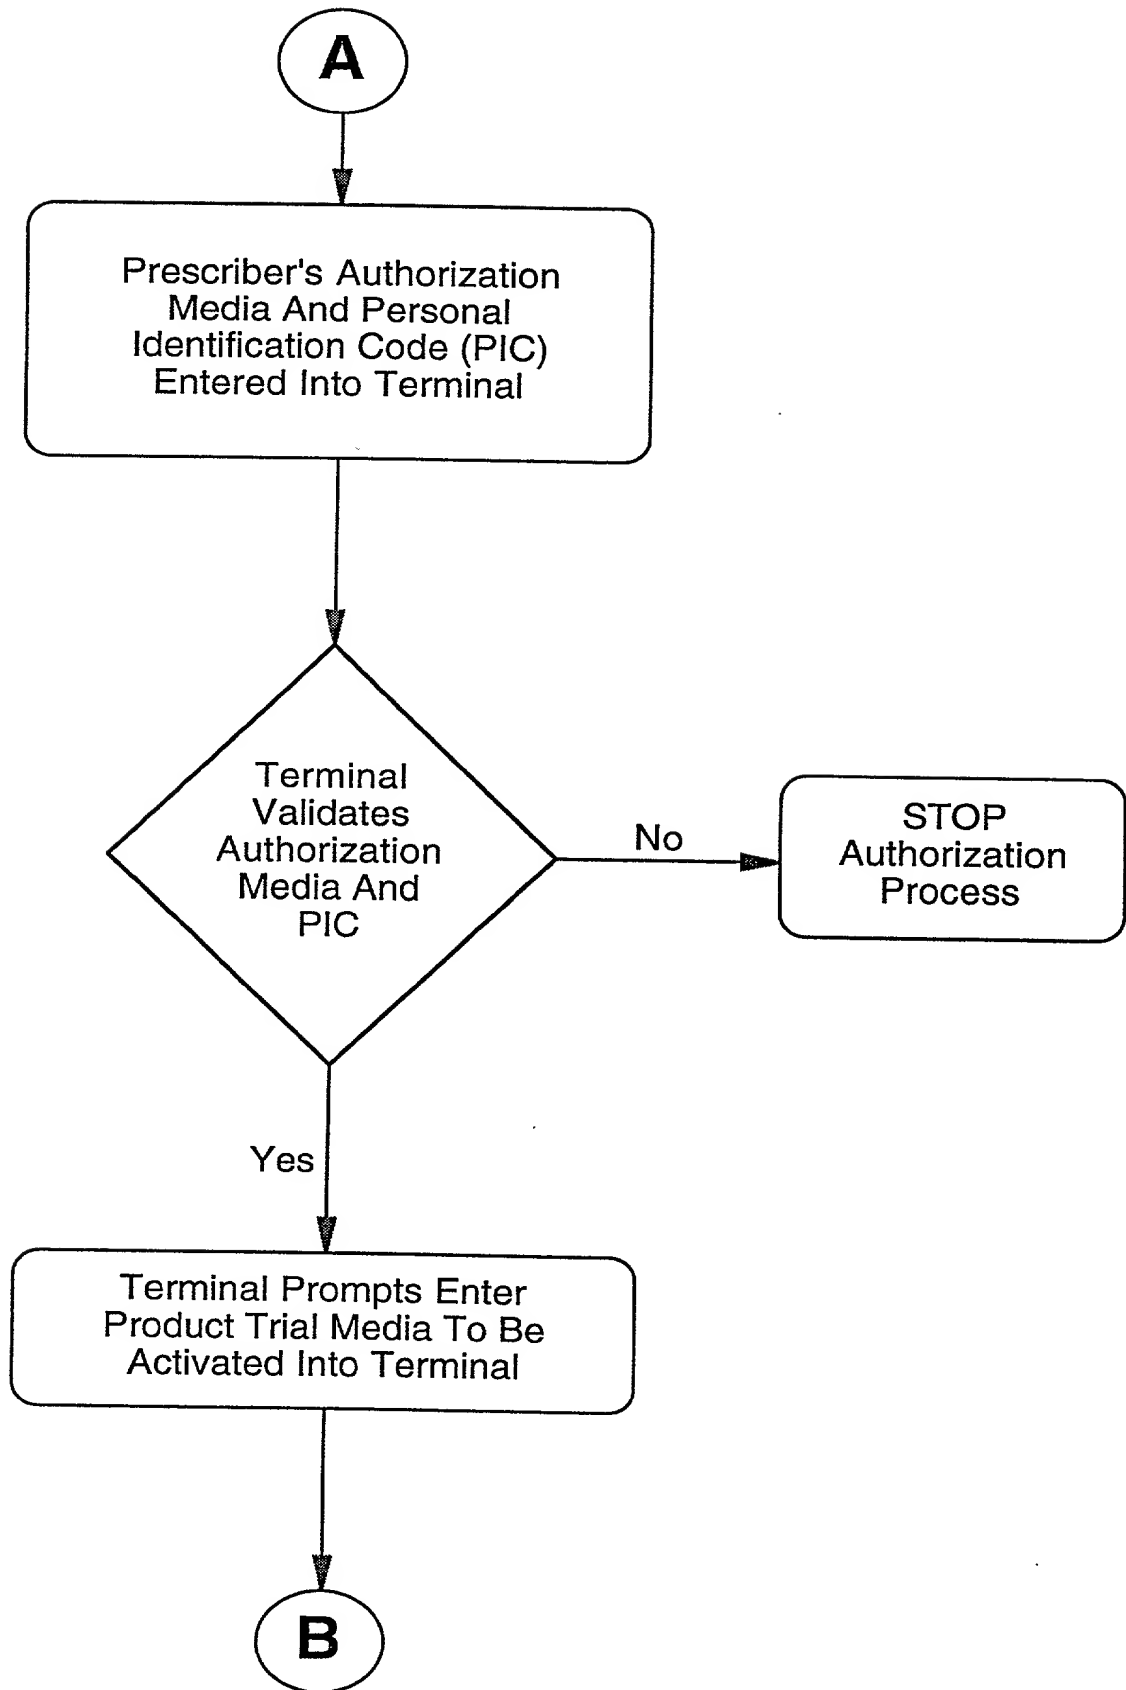 A
Prescriber's Authorization
Media And Personal
Identification Code (PIC)
Entered Into Terminal
Terminal
Validates
Authorization
Media And
PIC
No
STOP
Authorization
Process
Yes
Terminal Prompts Enter
Product Trial Media To Be
Activated Into Terminal
B